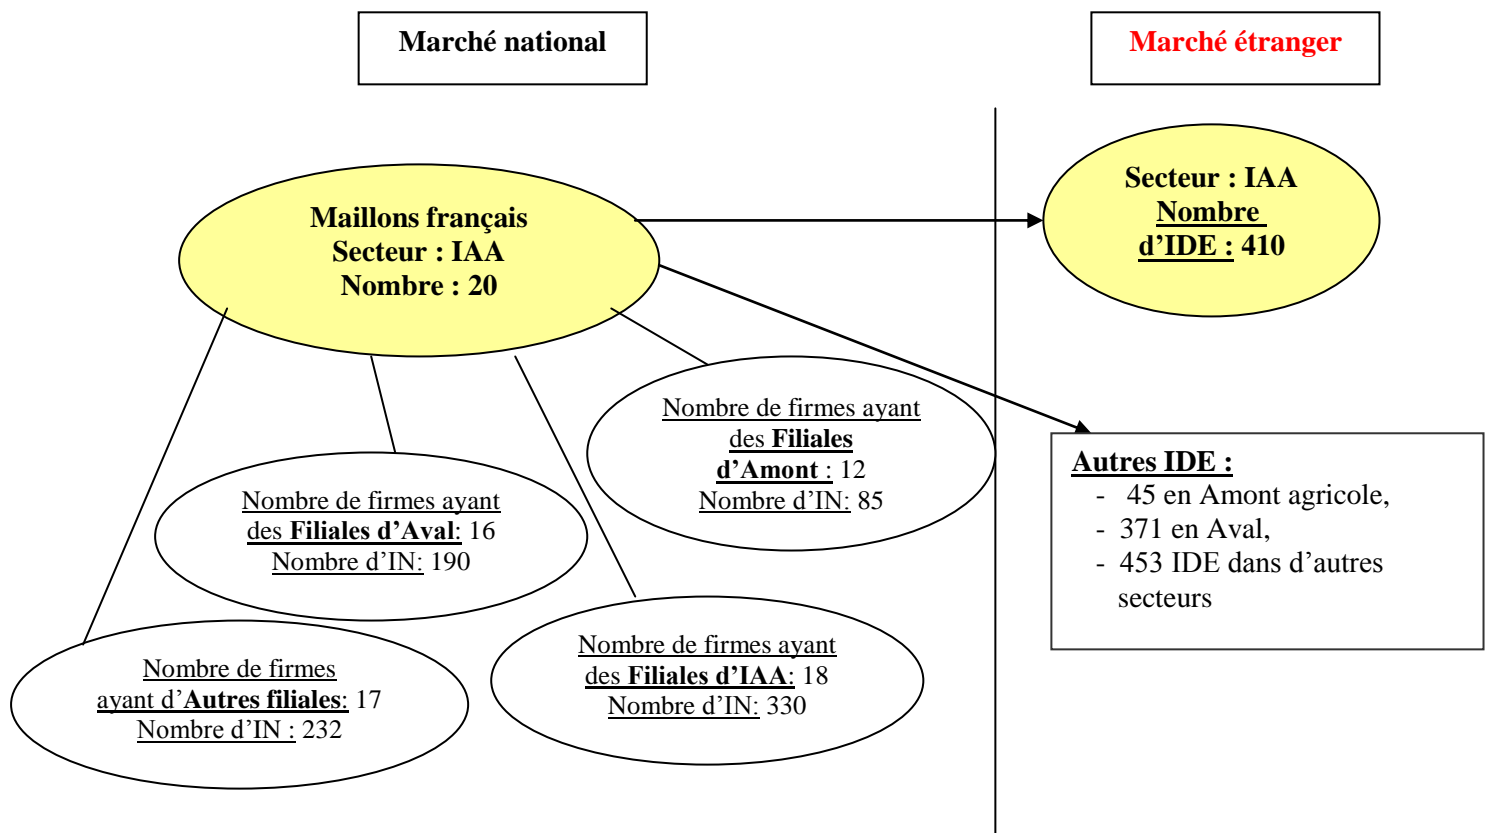 Marché national
Marché étranger
Maillons français
Secteur : IAA
Nombre : 20
Secteur : IAA
Nombre
d’IDE : 410
Nombre de firmes ayant
des Filiales
d’Amont : 12
Nombre d’IN: 85
Autres IDE :
- 45 en Amont agricole,
- 371 en Aval,
- 453 IDE dans d’autres
secteurs
Nombre de firmes ayant
des Filiales d’Aval: 16
Nombre d’IN: 190
Nombre de firmes ayant
des Filiales d’IAA: 18
Nombre d’IN: 330
Nombre de firmes
ayant d’Autres filiales: 17
Nombre d’IN : 232